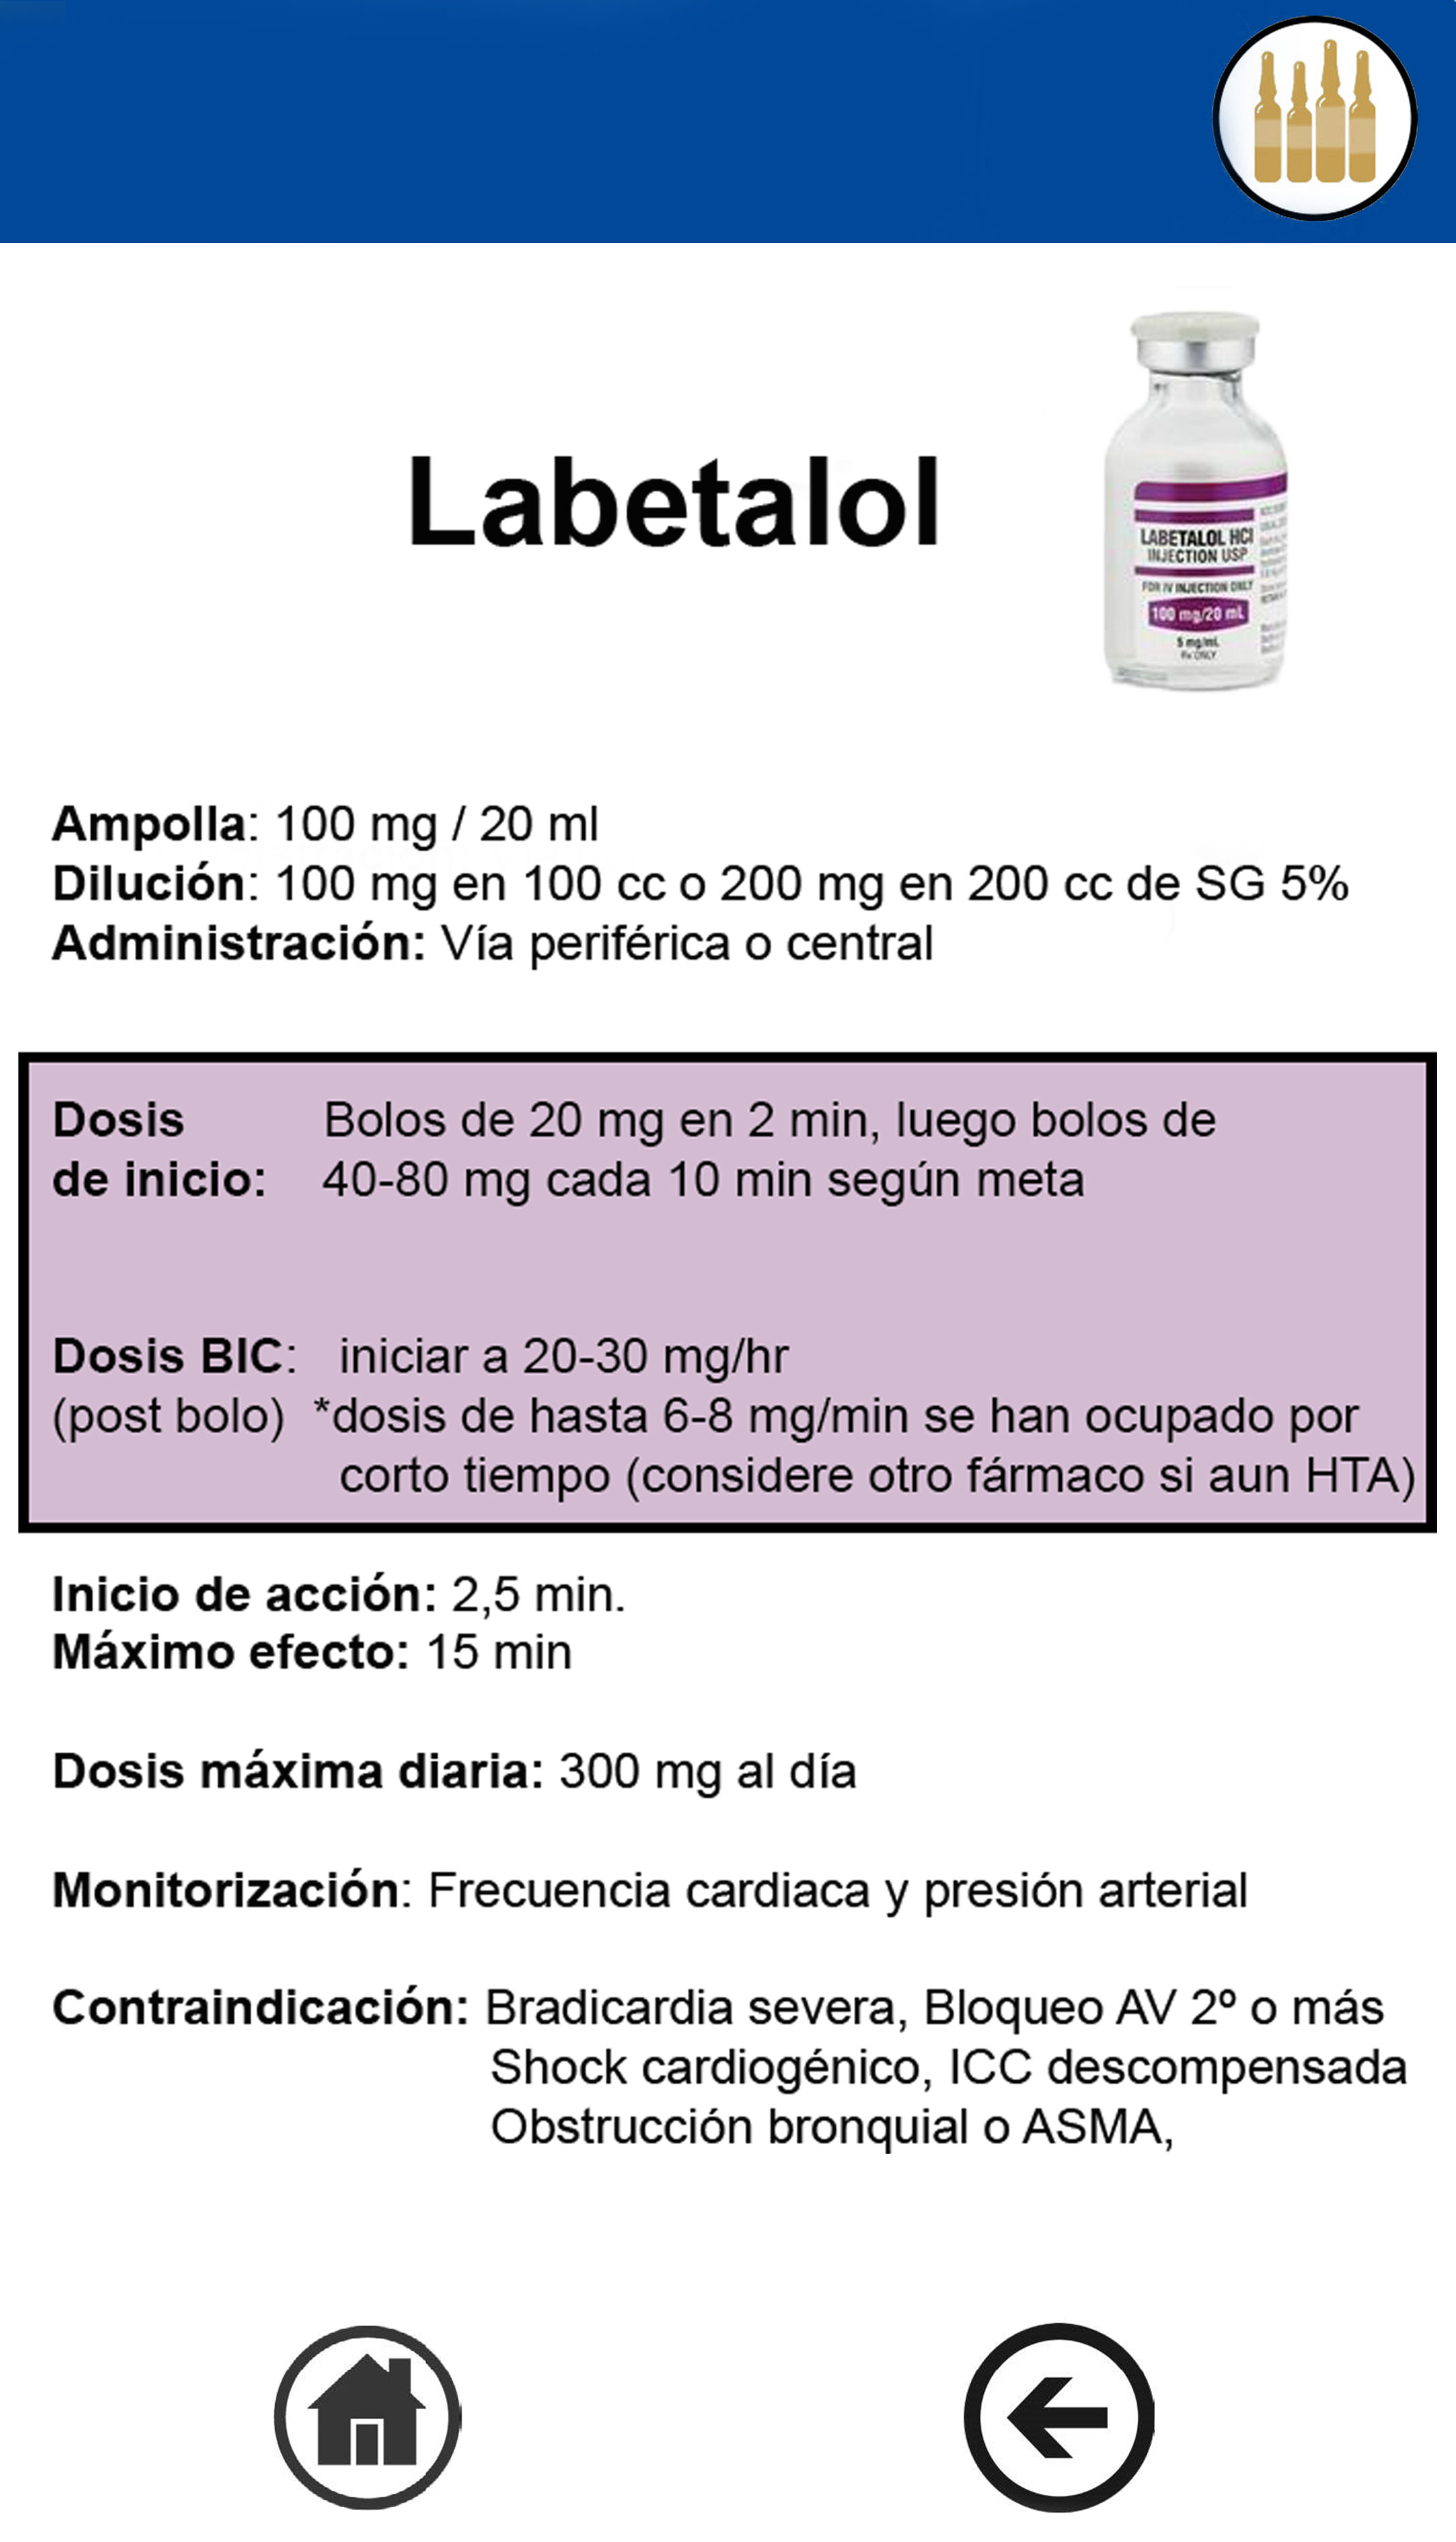 Labetalol
LABETALOL HCl
INJECTION USP
FOR IV INJECTION ONLY
100 mg/20 mL
5 mg/mL
Rx ONLY
Ampolla: 100 mg / 20 ml
Dilución: 100 mg en 100 cc o 200 mg en 200 cc de SG 5%
Administración: Vía periférica o central
Dosis Bolos de 20 mg en 2 min, luego bolos de
de inicio: 40-80 mg cada 10 min según meta
Dosis BIC: iniciar a 20-30 mg/hr
(post bolo) *dosis de hasta 6-8 mg/min se han ocupado por
corto tiempo (considere otro fármaco si aun HTA)
Inicio de acción: 2,5 min.
Máximo efecto: 15 min
Dosis máxima diaria: 300 mg al día
Monitorización: Frecuencia cardiaca y presión arterial
Contraindicación: Bradicardia severa, Bloqueo AV 2º o más
Shock cardiogénico, ICC descompensada
Obstrucción bronquial o ASMA,